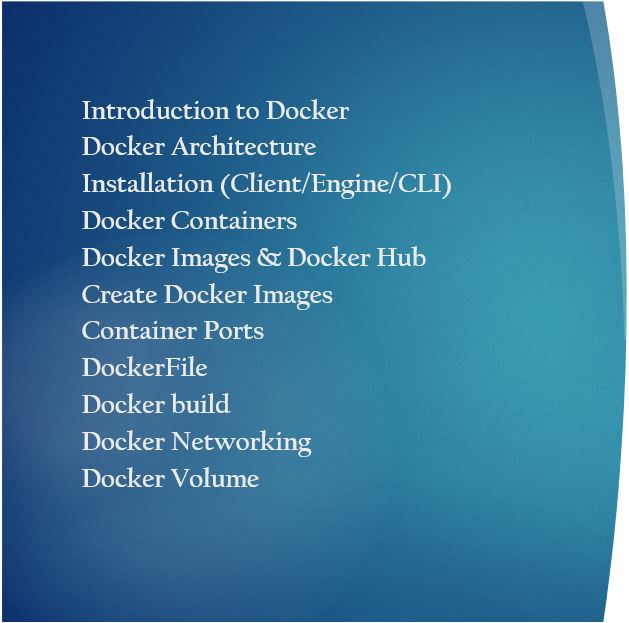 Introduction to Docker
Docker Architecture
Installation (Client/Engine/CLI)
Docker Containers
Docker Images & Docker Hub
Create Docker Images
Container Ports
DockerFile
Docker build
Docker Networking
Docker Volume